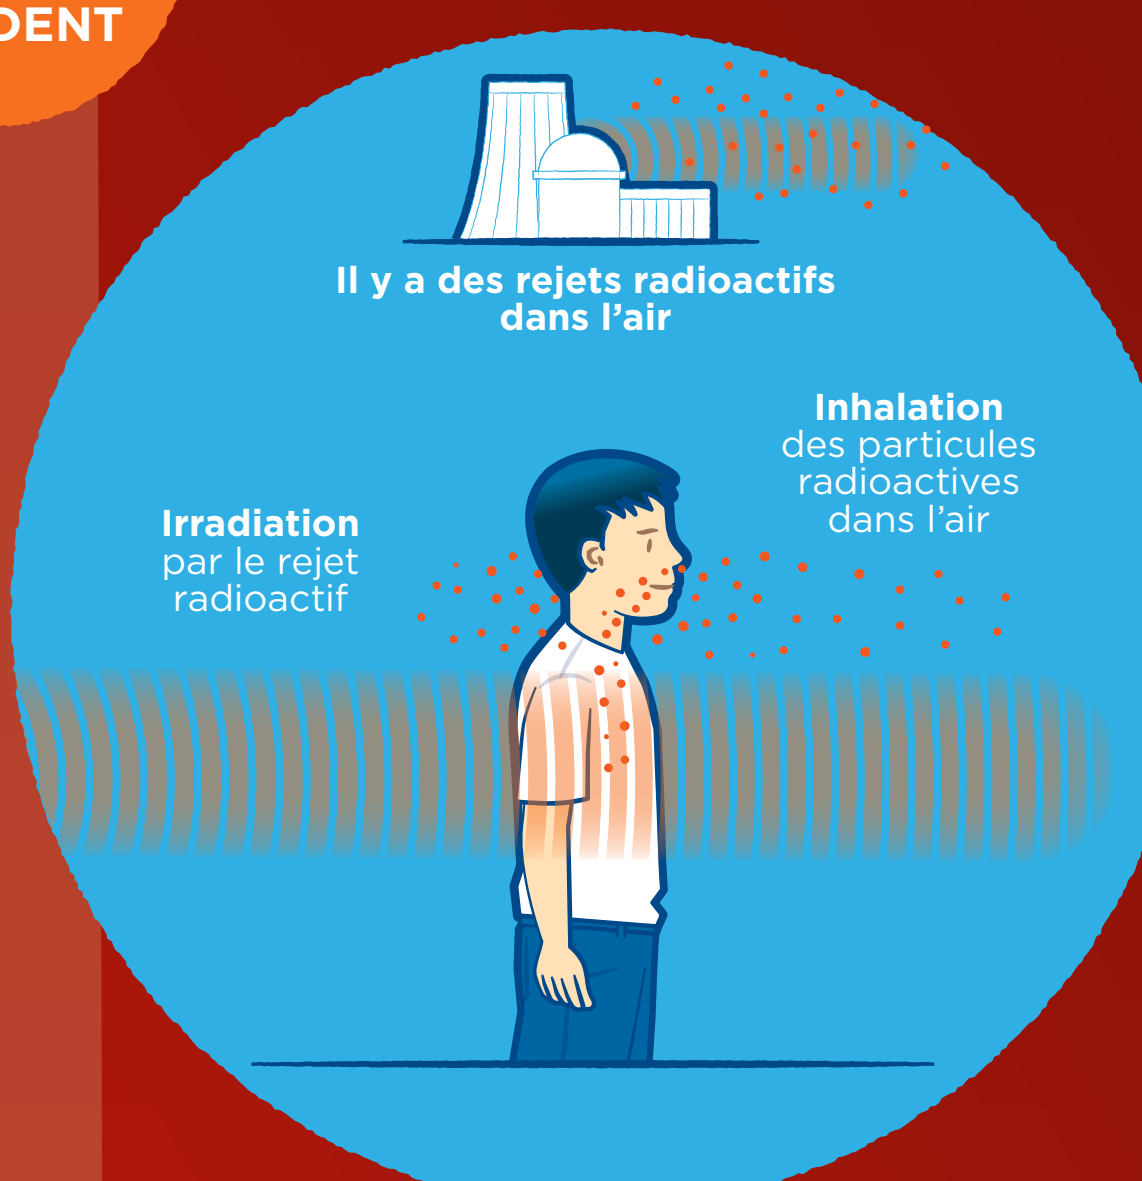 DENT
Il y a des rejets radioactifs
dans l’air
Inhalation
des particules
radioactives
dans l’air
Irradiation
par le rejet
radioactif